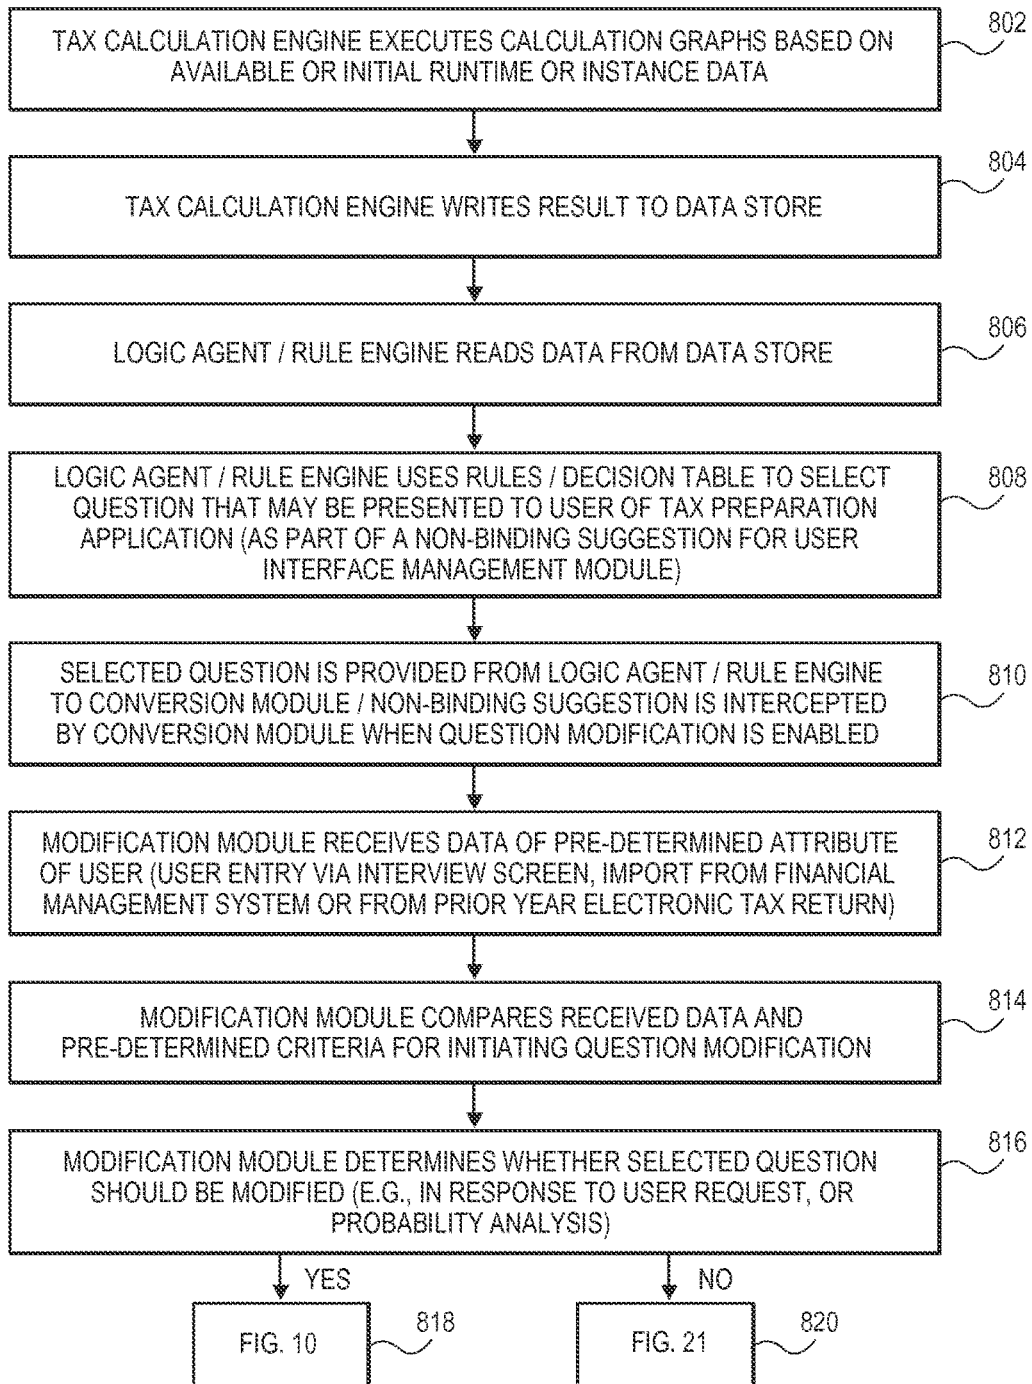 TAX CALCULATION ENGINE EXECUTES CALCULATION GRAPHS BASED ON
AVAILABLE OR INITIAL RUNTIME OR INSTANCE DATA
802
TAX CALCULATION ENGINE WRITES RESULT TO DATA STORE
804
LOGIC AGENT / RULE ENGINE READS DATA FROM DATA STORE
806
LOGIC AGENT / RULE ENGINE USES RULES / DECISION TABLE TO SELECT
QUESTION THAT MAY BE PRESENTED TO USER OF TAX PREPARATION
APPLICATION (AS PART OF A NON-BINDING SUGGESTION FOR USER
INTERFACE MANAGEMENT MODULE)
808
SELECTED QUESTION IS PROVIDED FROM LOGIC AGENT / RULE ENGINE
TO CONVERSION MODULE / NON-BINDING SUGGESTION IS INTERCEPTED
BY CONVERSION MODULE WHEN QUESTION MODIFICATION IS ENABLED
810
MODIFICATION MODULE RECEIVES DATA OF PRE-DETERMINED ATTRIBUTE
OF USER (USER ENTRY VIA INTERVIEW SCREEN, IMPORT FROM FINANCIAL
MANAGEMENT SYSTEM OR FROM PRIOR YEAR ELECTRONIC TAX RETURN)
812
MODIFICATION MODULE COMPARES RECEIVED DATA AND
PRE-DETERMINED CRITERIA FOR INITIATING QUESTION MODIFICATION
814
MODIFICATION MODULE DETERMINES WHETHER SELECTED QUESTION
SHOULD BE MODIFIED (E.G., IN RESPONSE TO USER REQUEST, OR
PROBABILITY ANALYSIS)
816
YES
NO
FIG. 10
818
FIG. 21
820